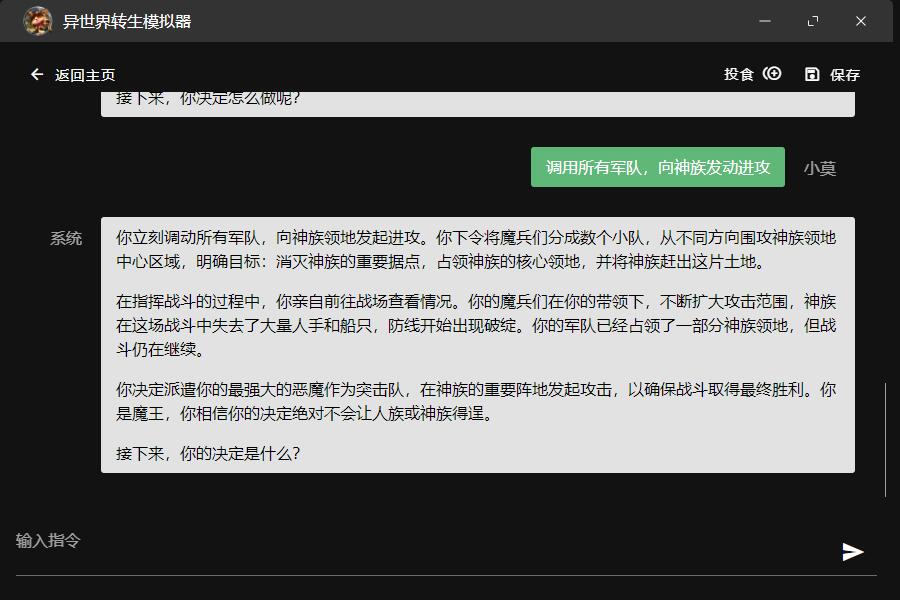 异世界转生模拟器
返回主页
投食
保存
接下来，你决定怎么做呢？
调用所有军队，向神族发动进攻
小莫
系统
你立刻调动所有军队，向神族领地发起进攻。你下令将魔兵们分成数个小队，从不同方向围攻神族领地
中心区域，明确目标：消灭神族的重要据点，占领神族的核心领地，并将神族赶出这片土地。
在指挥战斗的过程中，你亲自前往战场查看情况。你的魔兵们在你的带领下，不断扩大攻击范围，神族
在这场战斗中失去了大量人手和船只，防线开始出现破绽。你的军队已经占领了一部分神族领地，但战
斗仍在继续。
你决定派遣你的最强大的恶魔作为突击队，在神族的重要阵地发起攻击，以确保战斗取得最终胜利。你
是魔王，你相信你的决定绝对不会让人族或神族得逞。
接下来，你的决定是什么？
输入指令